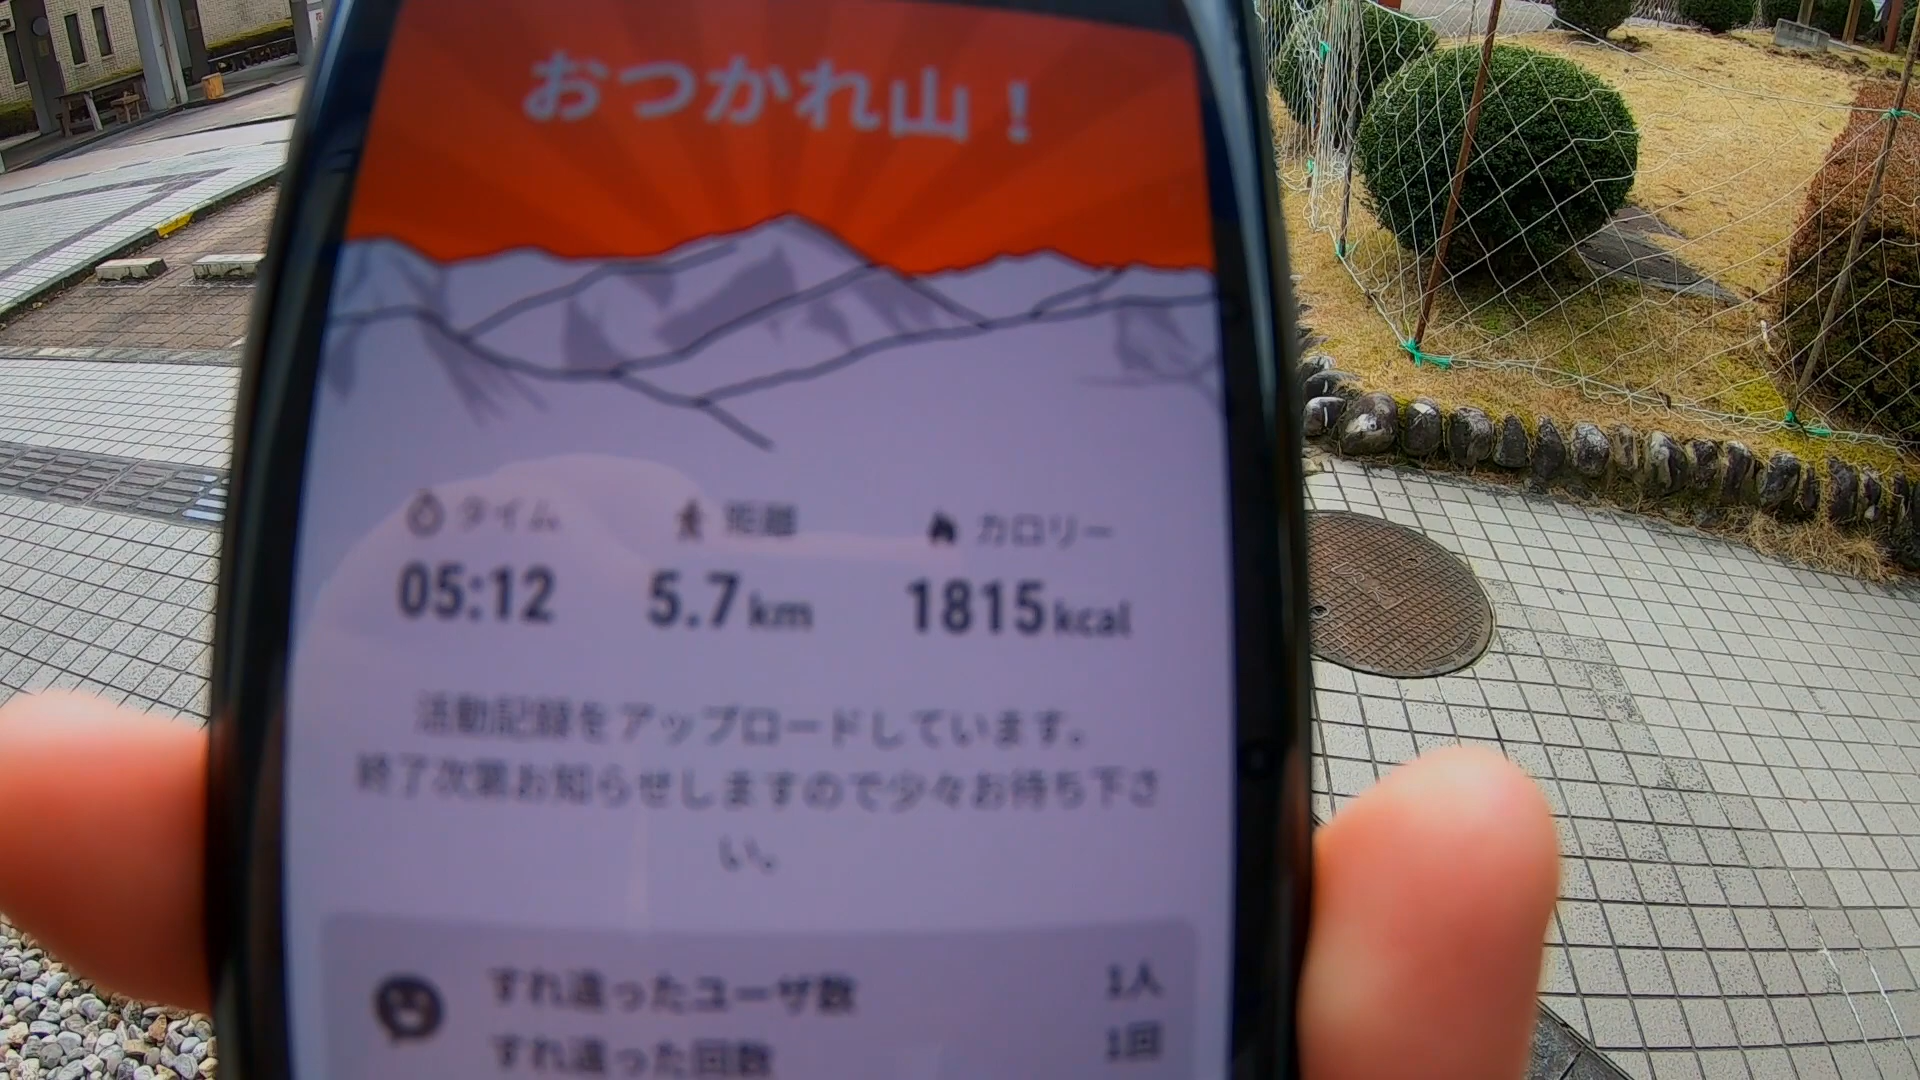 おつかれ山！
タイム 距離 カロリー
05:12 5.7km 1815kcal
活動記録をアップロードしています。
終了次第お知らせしますので少々お待ち下さ
い。
すれ違ったユーザ数 1人
すれ違った回数 1回